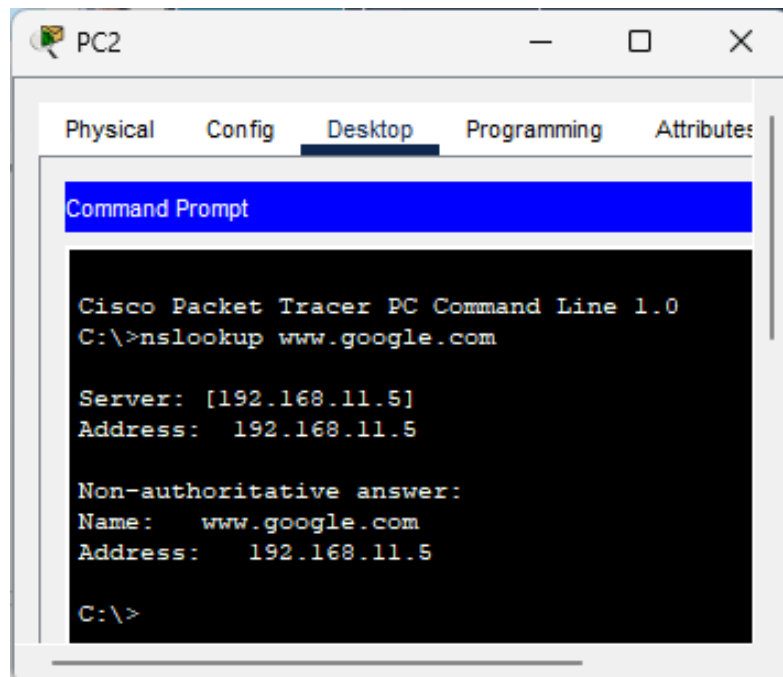 PC2
Physical Config Desktop Programming Attributes
Command Prompt
Cisco Packet Tracer PC Command Line 1.0
C:\>nslookup www.google.com
Server: [192.168.11.5]
Address: 192.168.11.5
Non-authoritative answer:
Name: www.google.com
Address: 192.168.11.5
C:\>